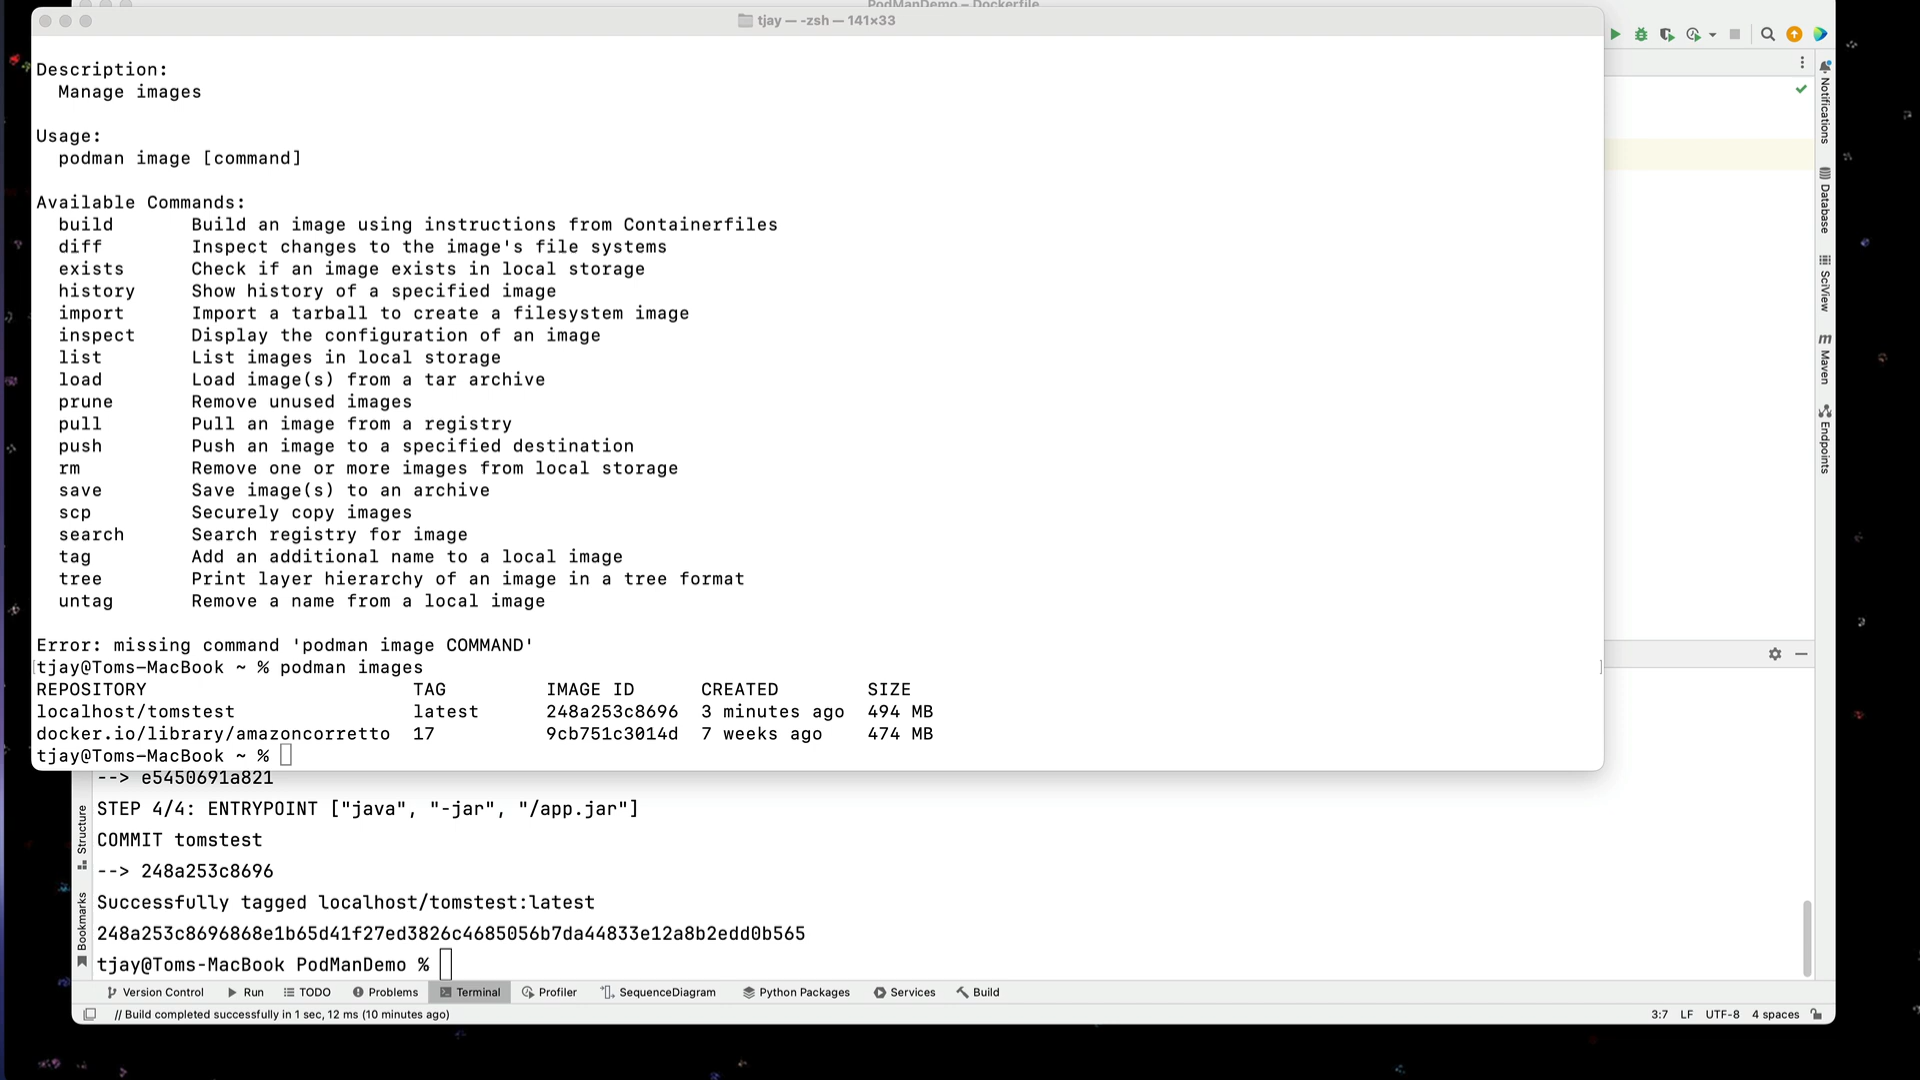 PodManDemo – Dockerfile
tjay — -zsh — 141×33
Description:
Manage images
Usage:
podman image [command]
Available Commands:
build Build an image using instructions from Containerfiles
diff Inspect changes to the image's file systems
exists Check if an image exists in local storage
history Show history of a specified image
import Import a tarball to create a filesystem image
inspect Display the configuration of an image
list List images in local storage
load Load image(s) from a tar archive
prune Remove unused images
pull Pull an image from a registry
push Push an image to a specified destination
rm Remove one or more images from local storage
save Save image(s) to an archive
scp Securely copy images
search Search registry for image
tag Add an additional name to a local image
tree Print layer hierarchy of an image in a tree format
untag Remove a name from a local image
Error: missing command 'podman image COMMAND'
[tjay@Toms-MacBook ~ % podman images ]
REPOSITORY TAG IMAGE ID CREATED SIZE
localhost/tomstest latest 248a253c8696 3 minutes ago 494 MB
docker.io/library/amazoncorretto 17 9cb751c3014d 7 weeks ago 474 MB
tjay@Toms-MacBook ~ %
--> e5450691a821
STEP 4/4: ENTRYPOINT ["java", "-jar", "/app.jar"]
COMMIT tomstest
--> 248a253c8696
Successfully tagged localhost/tomstest:latest
248a253c8696868e1b65d41f27ed3826c4685056b7da44833e12a8b2edd0b565
tjay@Toms-MacBook PodManDemo %
Structure
Bookmarks
Notifications
Database
SciView
m Maven
Endpoints
Version Control Run TODO Problems Terminal Profiler SequenceDiagram Python Packages Services Build
// Build completed successfully in 1 sec, 12 ms (10 minutes ago) 3:7 LF UTF-8 4 spaces